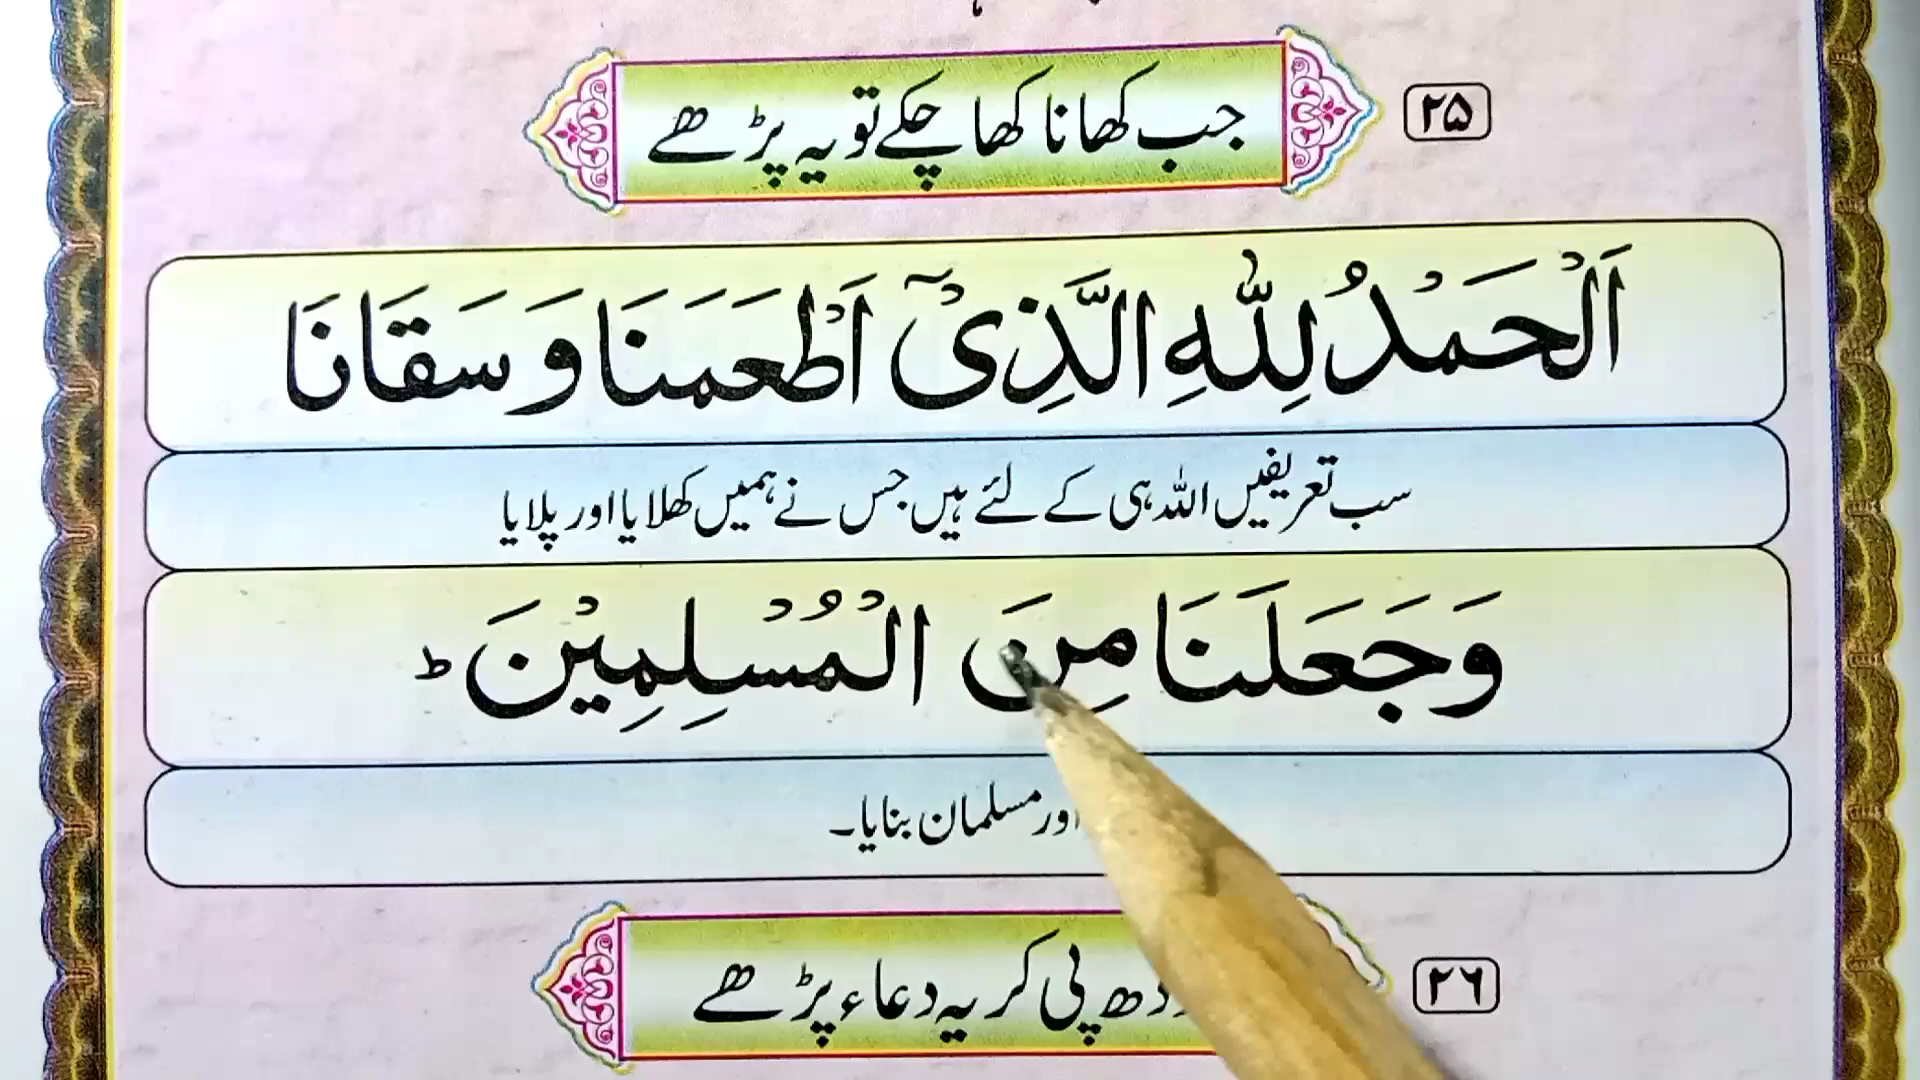 ۲۵
جب کھانا کھا چکے تو یہ پڑھے
اَلْحَمْدُ لِلّٰهِ الَّذِیْۤ اَطْعَمَنَا وَ سَقَانَا
سب تعریفیں اللہ ہی کے لئے ہیں جس نے ہمیں کھلایا اور پلایا
وَجَعَلَنَا مِنَ الْمُسْلِمِیْنَ ؕ
اور مسلمان بنایا۔
۲۶
پی کر یہ دعاء پڑھے